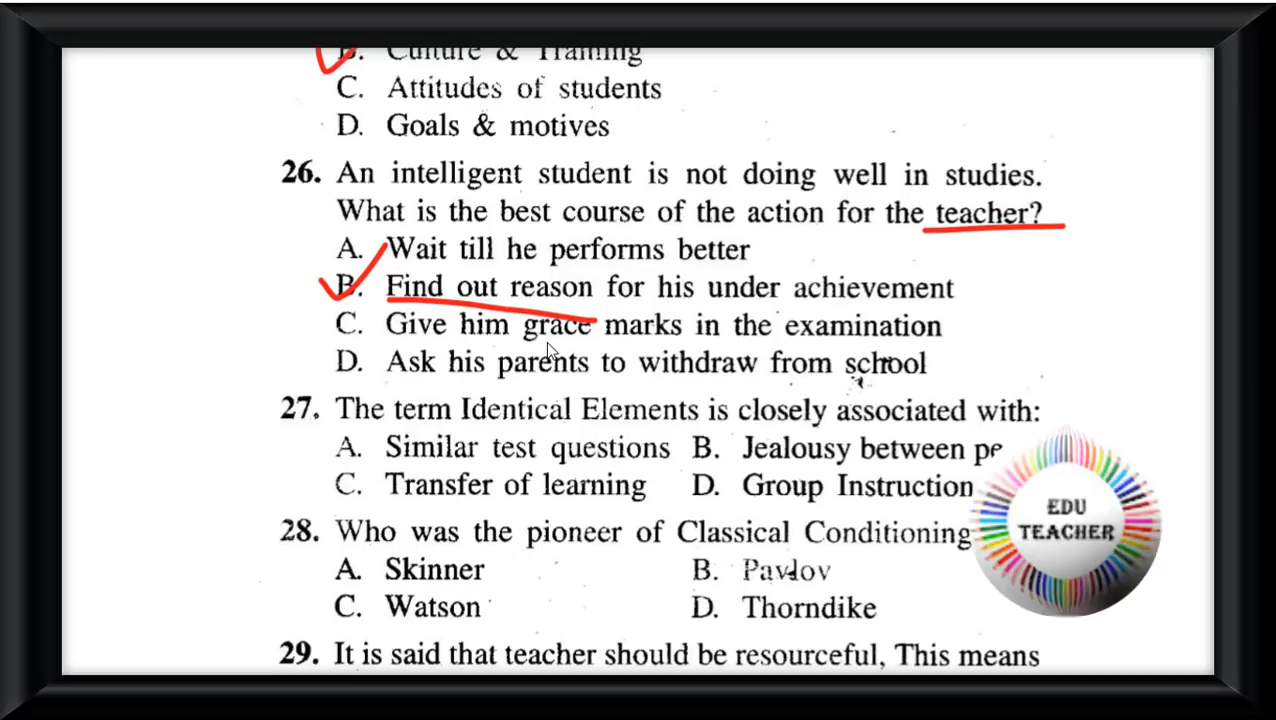 B. Culture & Training
C. Attitudes of students
D. Goals & motives
26. An intelligent student is not doing well in studies.
What is the best course of the action for the teacher?
A. Wait till he performs better
B. Find out reason for his under achievement
C. Give him grace marks in the examination
D. Ask his parents to withdraw from school
27. The term Identical Elements is closely associated with:
A. Similar test questions B. Jealousy between
C. Transfer of learning D. Group Instruction
28. Who was the pioneer of Classical Conditioning
A. Skinner B. Pavlov
C. Watson D. Thorndike
29. It is said that teacher should be resourceful, This means
EDU
TEACHER